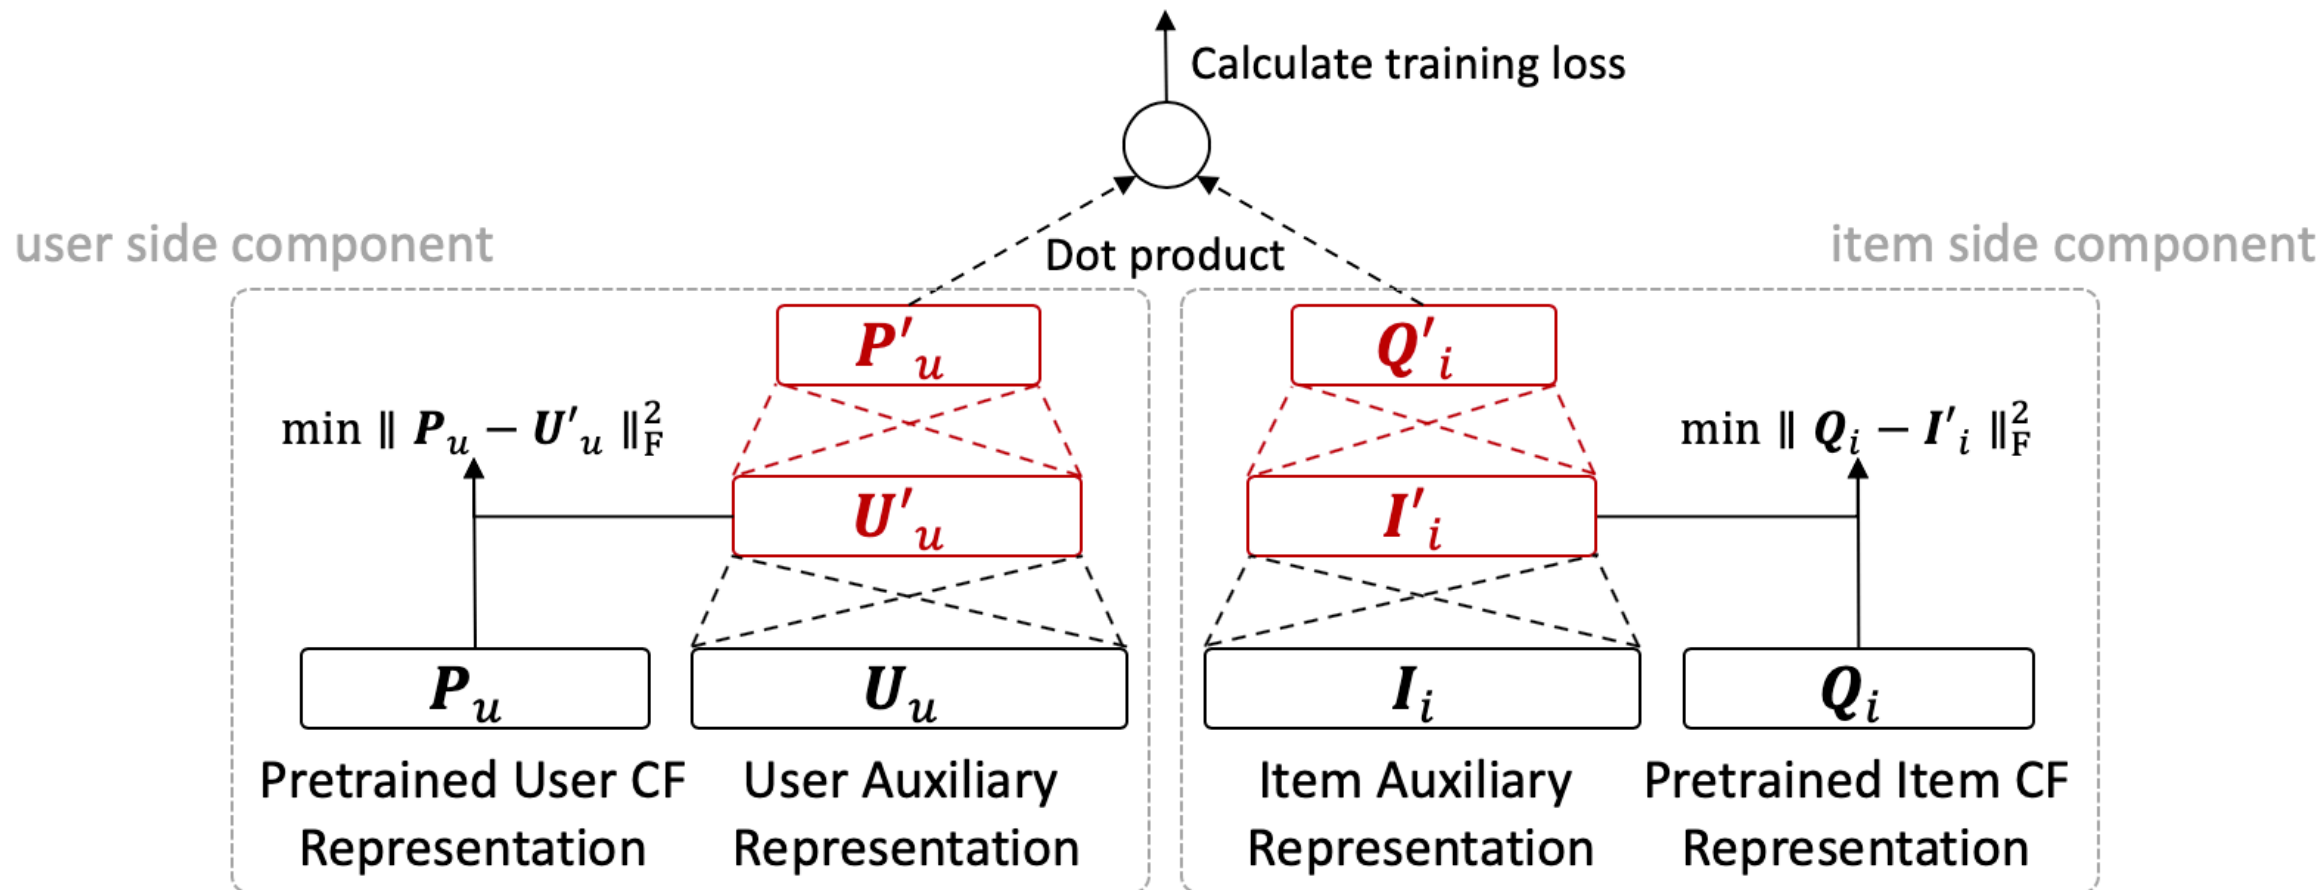 Calculate training loss
user side component
Dot product
item side component
P′u
Q′i
min ‖ Pu − U′u ‖²F
min ‖ Qi − I′i ‖²F
U′u
I′i
Pu
Uu
Ii
Qi
Pretrained User CF
Representation
User Auxiliary
Representation
Item Auxiliary
Representation
Pretrained Item CF
Representation